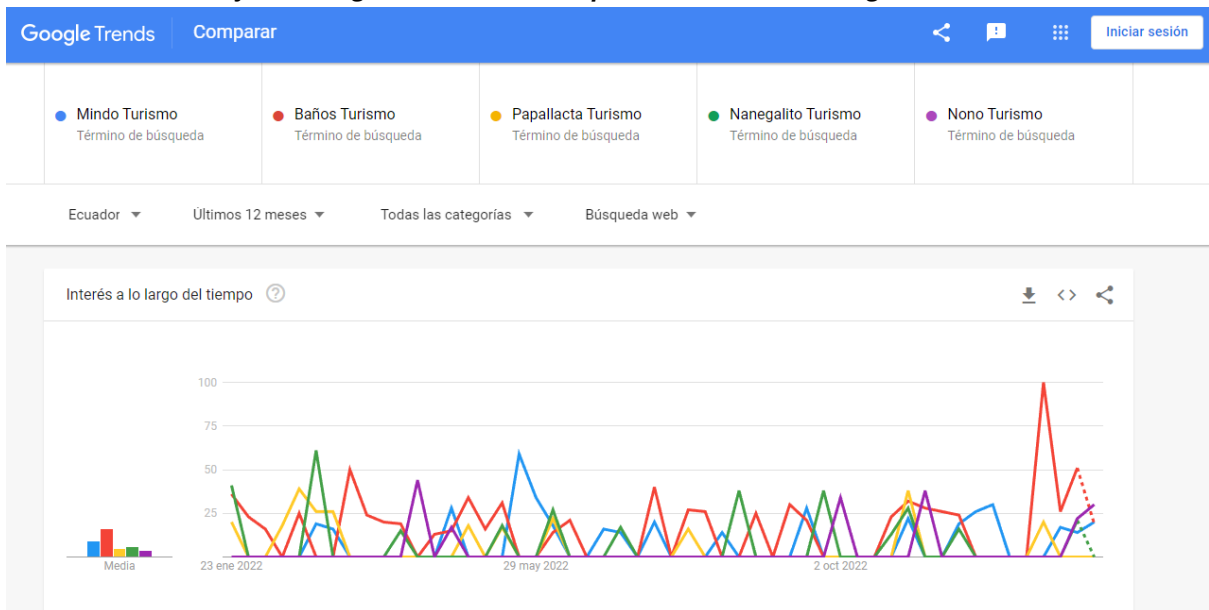 Google Trends Comparar Iniciar sesión
Mindo Turismo
Término de búsqueda
Baños Turismo
Término de búsqueda
Papallacta Turismo
Término de búsqueda
Nanegalito Turismo
Término de búsqueda
Nono Turismo
Término de búsqueda
Ecuador Últimos 12 meses Todas las categorías Búsqueda web
Interés a lo largo del tiempo
100
75
50
25
Media
23 ene 2022
29 may 2022
2 oct 2022